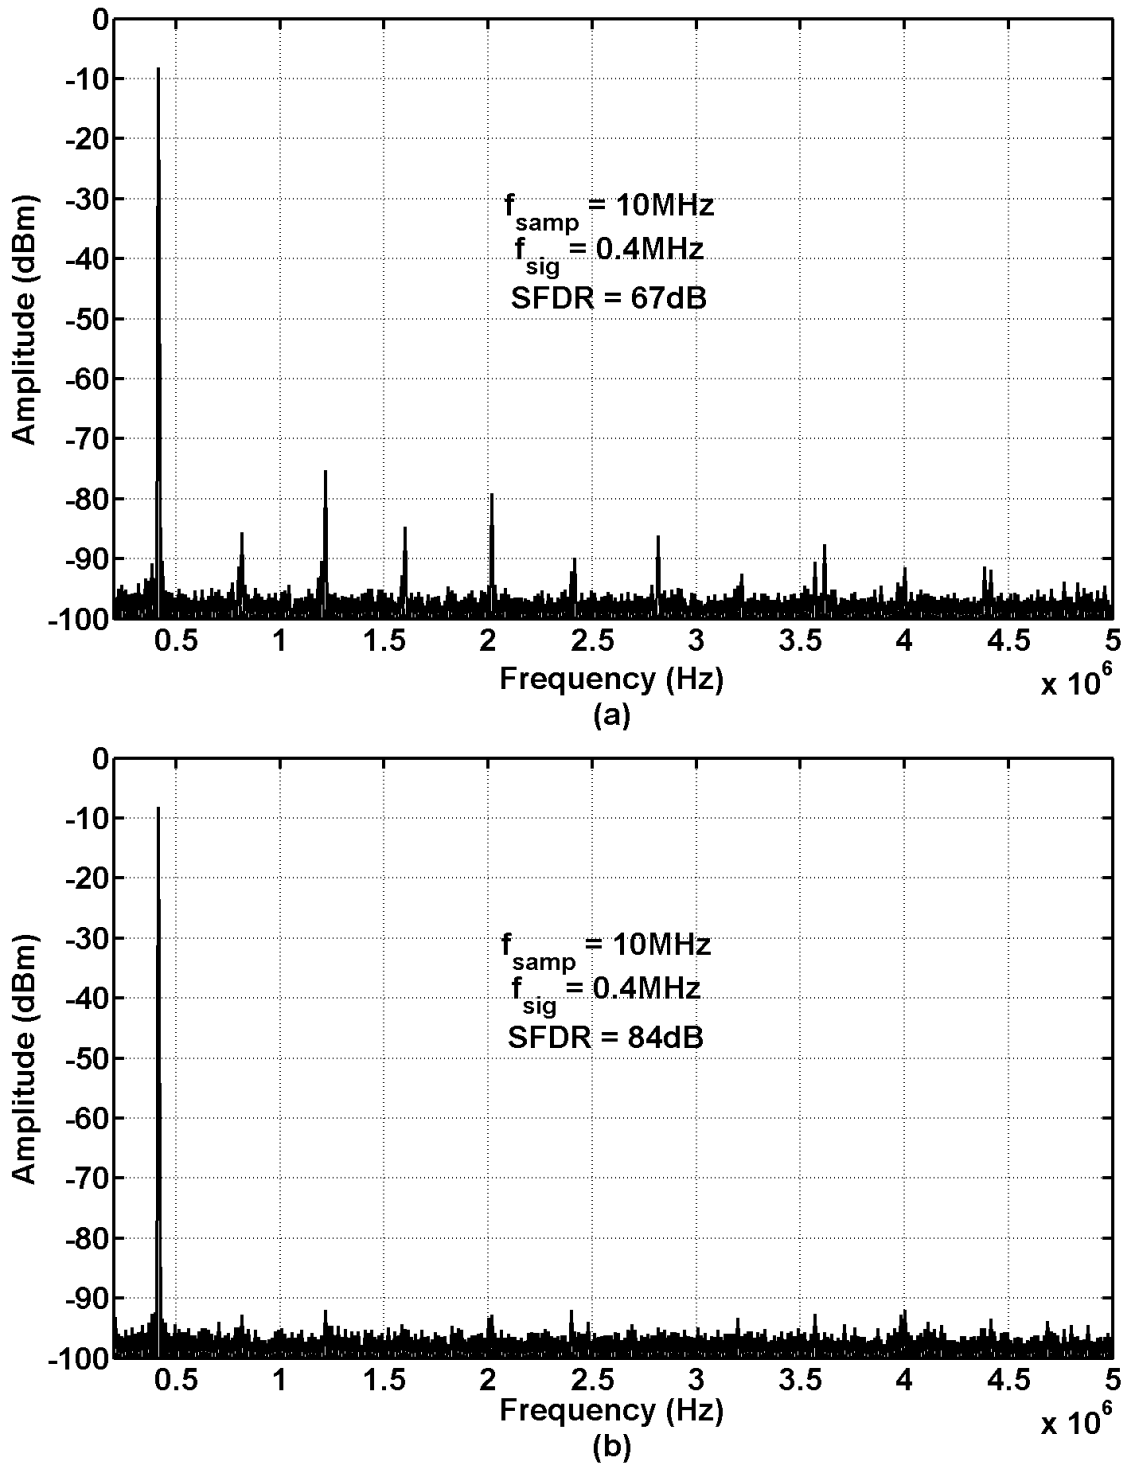 0
-10
-20
-30
-40
-50
-60
-70
-80
-90
-100
Amplitude (dBm)
f_samp = 10MHz
f_sig = 0.4MHz
SFDR = 67dB
0.5 1 1.5 2 2.5 3 3.5 4 4.5 5
Frequency (Hz)
x 10^6
(a)
0
-10
-20
-30
-40
-50
-60
-70
-80
-90
-100
Amplitude (dBm)
f_samp = 10MHz
f_sig = 0.4MHz
SFDR = 84dB
0.5 1 1.5 2 2.5 3 3.5 4 4.5 5
Frequency (Hz)
x 10^6
(b)